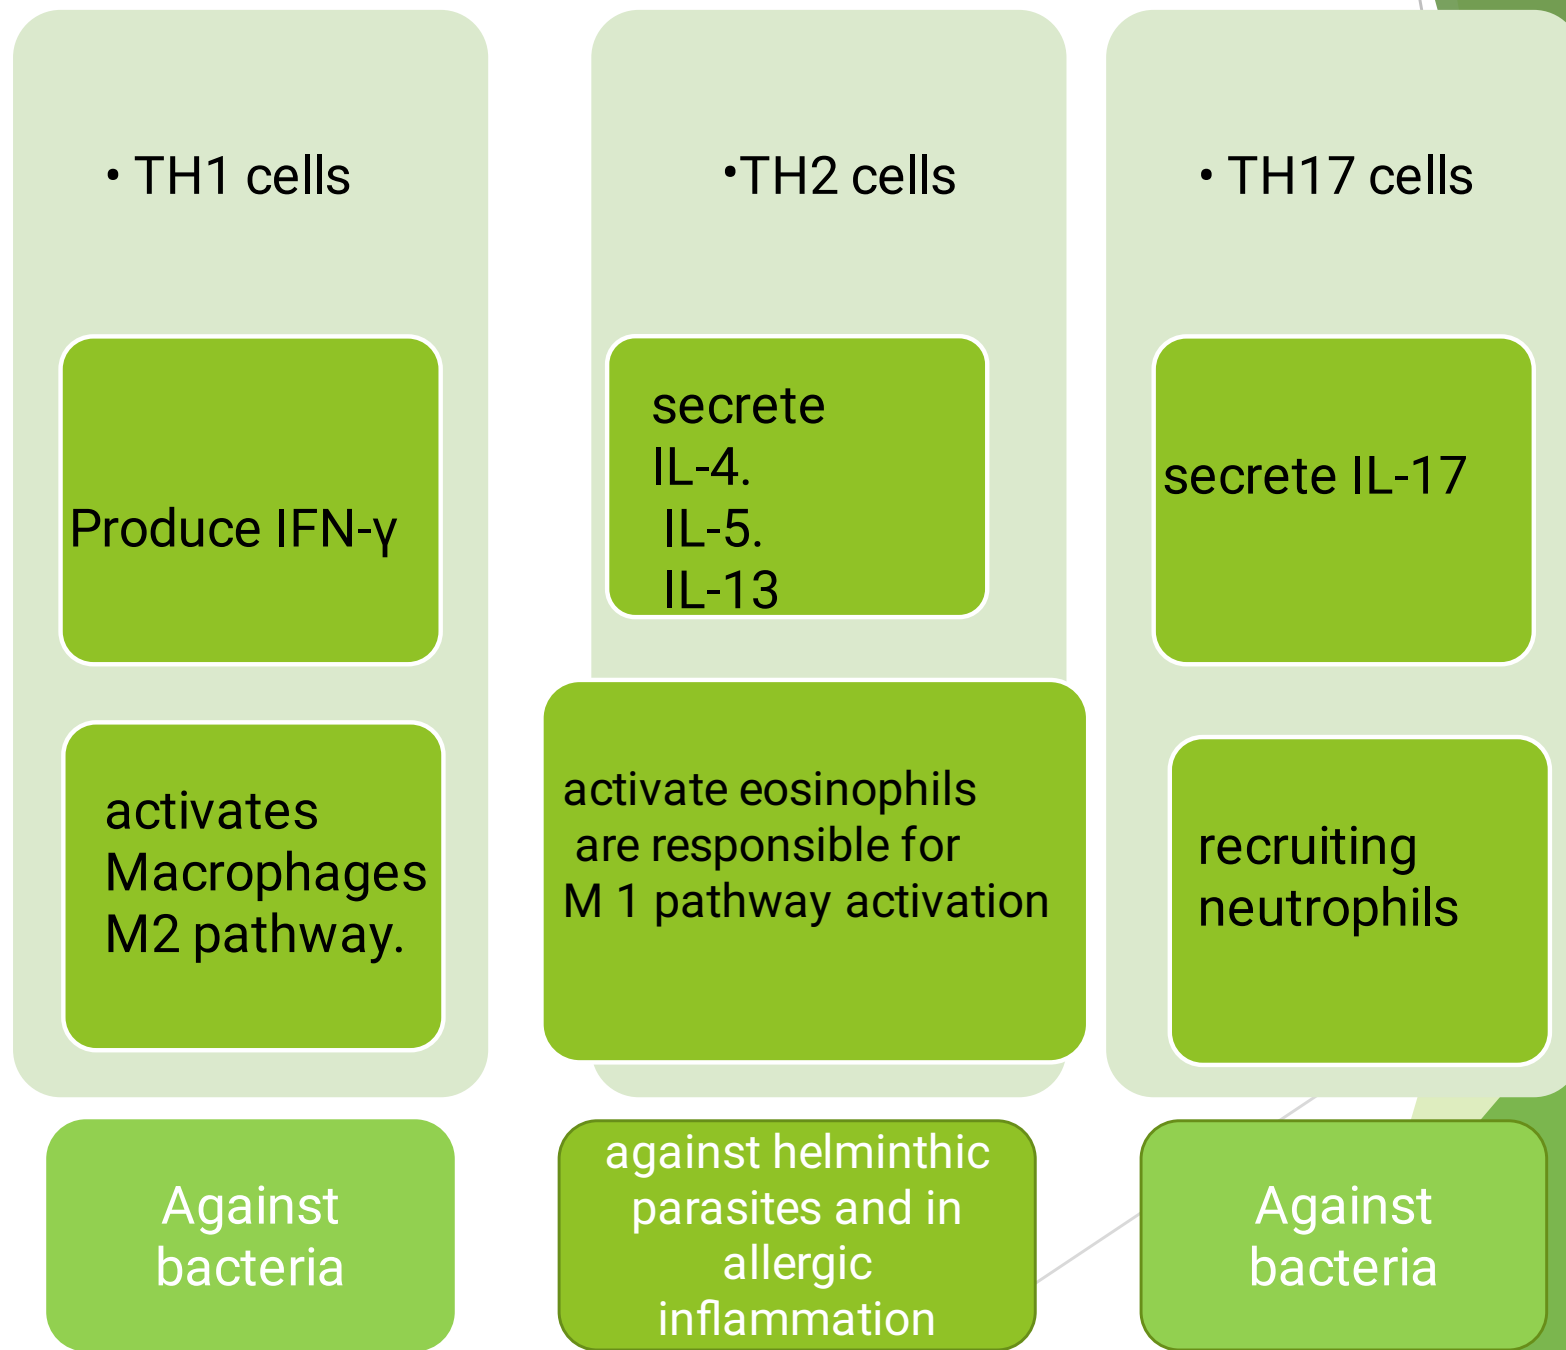 • TH1 cells
Produce IFN-γ
activates
Macrophages
M2 pathway.
Against
bacteria
•TH2 cells
secrete
IL-4.
IL-5.
IL-13
activate eosinophils
are responsible for
M 1 pathway activation
against helminthic
parasites and in
allergic
inflammation
• TH17 cells
secrete IL-17
recruiting
neutrophils
Against
bacteria